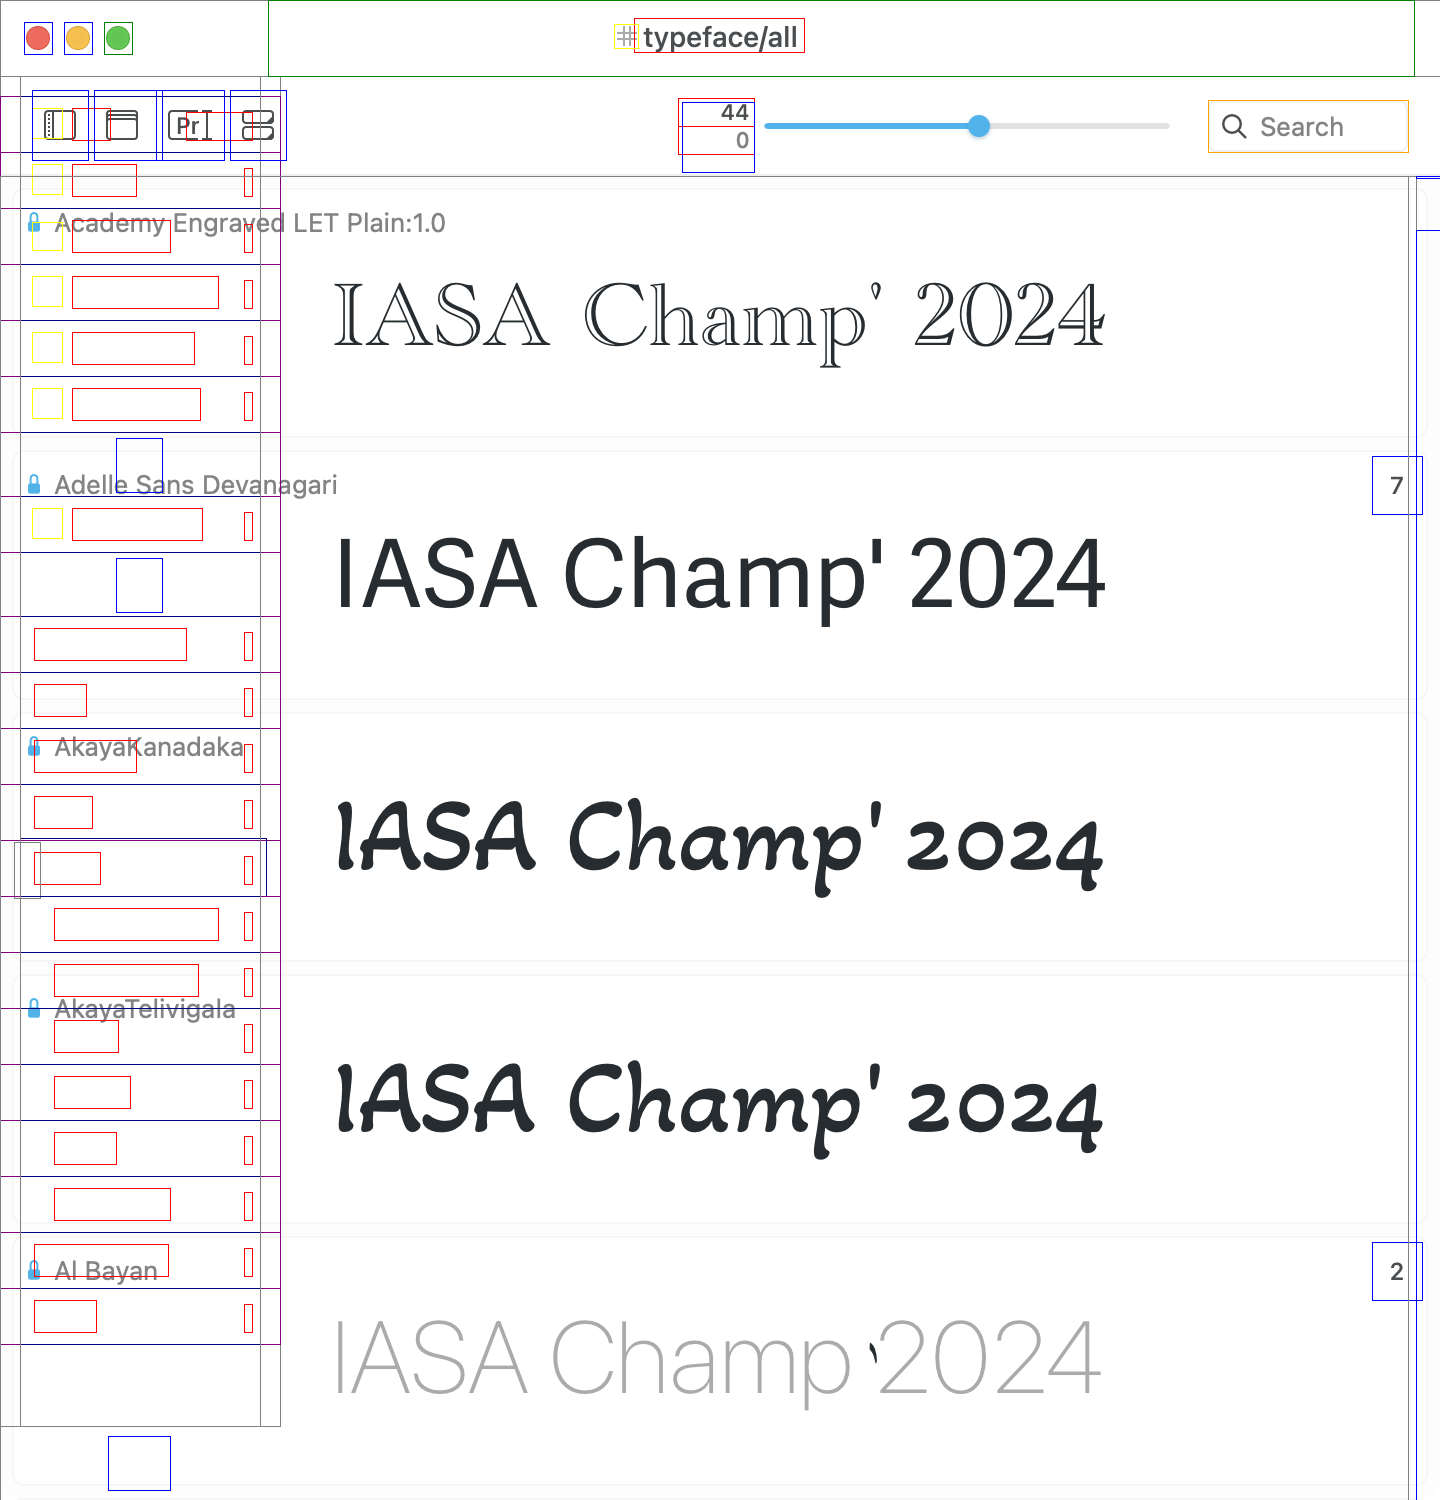 #typeface/all
Pr
44
0
Search
Academy Engraved LET Plain:1.0
IASA Champ' 2024
Adelle Sans Devanagari
7
IASA Champ' 2024
AkayaKanadaka
IASA Champ' 2024
AkayaTelivigala
IASA Champ' 2024
Al Bayan
2
IASA Champ '2024